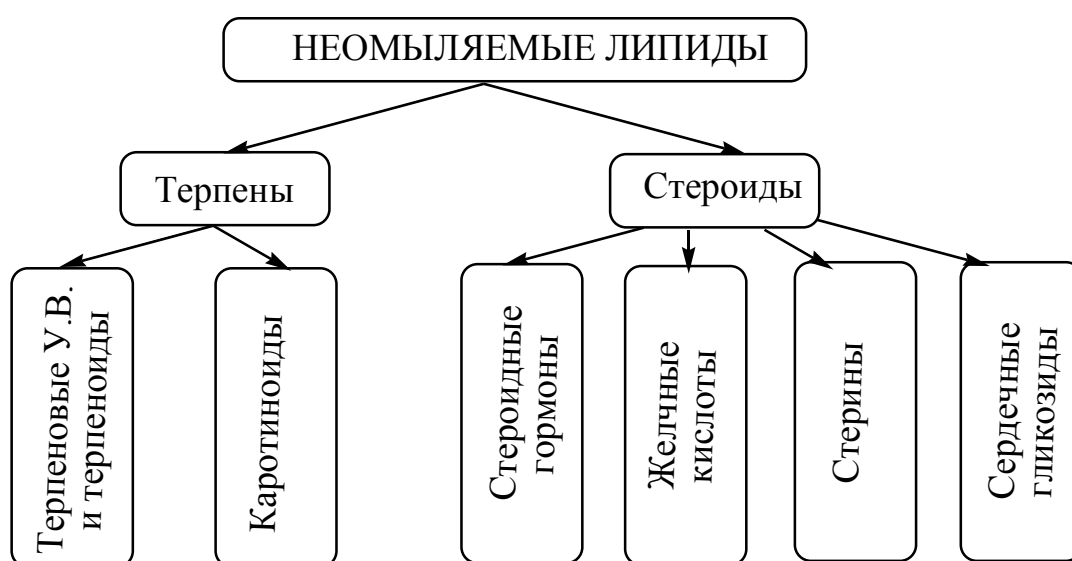 НЕОМЫЛЯЕМЫЕ ЛИПИДЫ
Терпены
Стероиды
Терпеновые У.В.
и терпеноиды
Каротиноиды
Стероидные
гормоны
Желчные
кислоты
Стерины
Сердечные
гликозиды